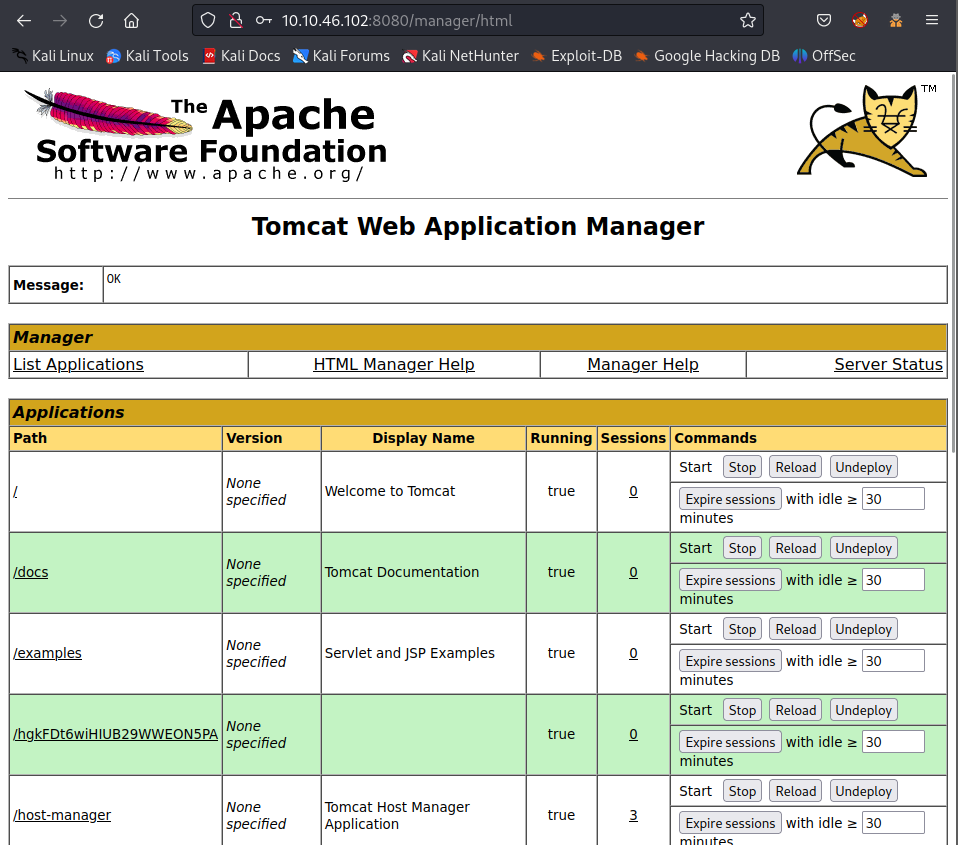 10.10.46.102:8080/manager/html
Kali Linux Kali Tools Kali Docs Kali Forums Kali NetHunter Exploit-DB Google Hacking DB OffSec
The Apache
Software Foundation
http://www.apache.org/
TM
Tomcat Web Application Manager
Message: OK
Manager
List Applications HTML Manager Help Manager Help Server Status
Applications
Path Version Display Name Running Sessions Commands
/ None specified Welcome to Tomcat true 0 Start Stop Reload Undeploy
Expire sessions with idle ≥ 30 minutes
/docs None specified Tomcat Documentation true 0 Start Stop Reload Undeploy
Expire sessions with idle ≥ 30 minutes
/examples None specified Servlet and JSP Examples true 0 Start Stop Reload Undeploy
Expire sessions with idle ≥ 30 minutes
/hgkFDt6wiHIUB29WWEON5PA None specified true 0 Start Stop Reload Undeploy
Expire sessions with idle ≥ 30 minutes
/host-manager None specified Tomcat Host Manager Application true 3 Start Stop Reload Undeploy
Expire sessions with idle ≥ 30 minutes